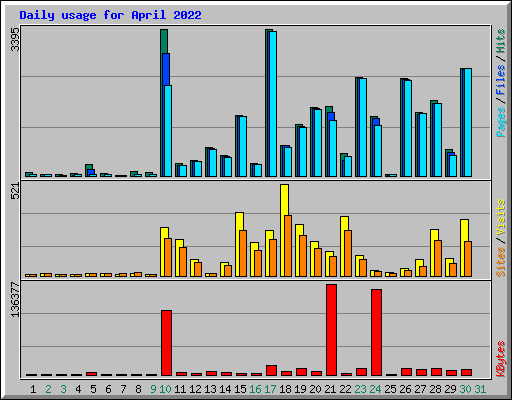 Daily usage for April 2022
3395
Pages / Files / Hits
521
Sites / Visits
136377
KBytes
1 2 3 4 5 6 7 8 9 10 11 12 13 14 15 16 17 18 19 20 21 22 23 24 25 26 27 28 29 30 31